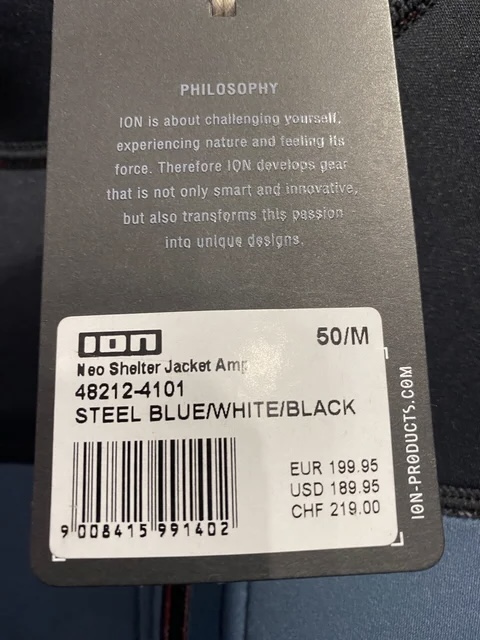 PHILOSOPHY
ION is about challenging yourself,
experiencing nature and feeling its
force. Therefore ION develops gear
that is not only smart and innovative,
but also transforms this passion
into unique designs.
ION 50/M
Neo Shelter Jacket Amp
48212-4101
STEEL BLUE/WHITE/BLACK
EUR 199.95
USD 189.95
CHF 219.00
9 008415 991402
ION-PRODUCTS.COM